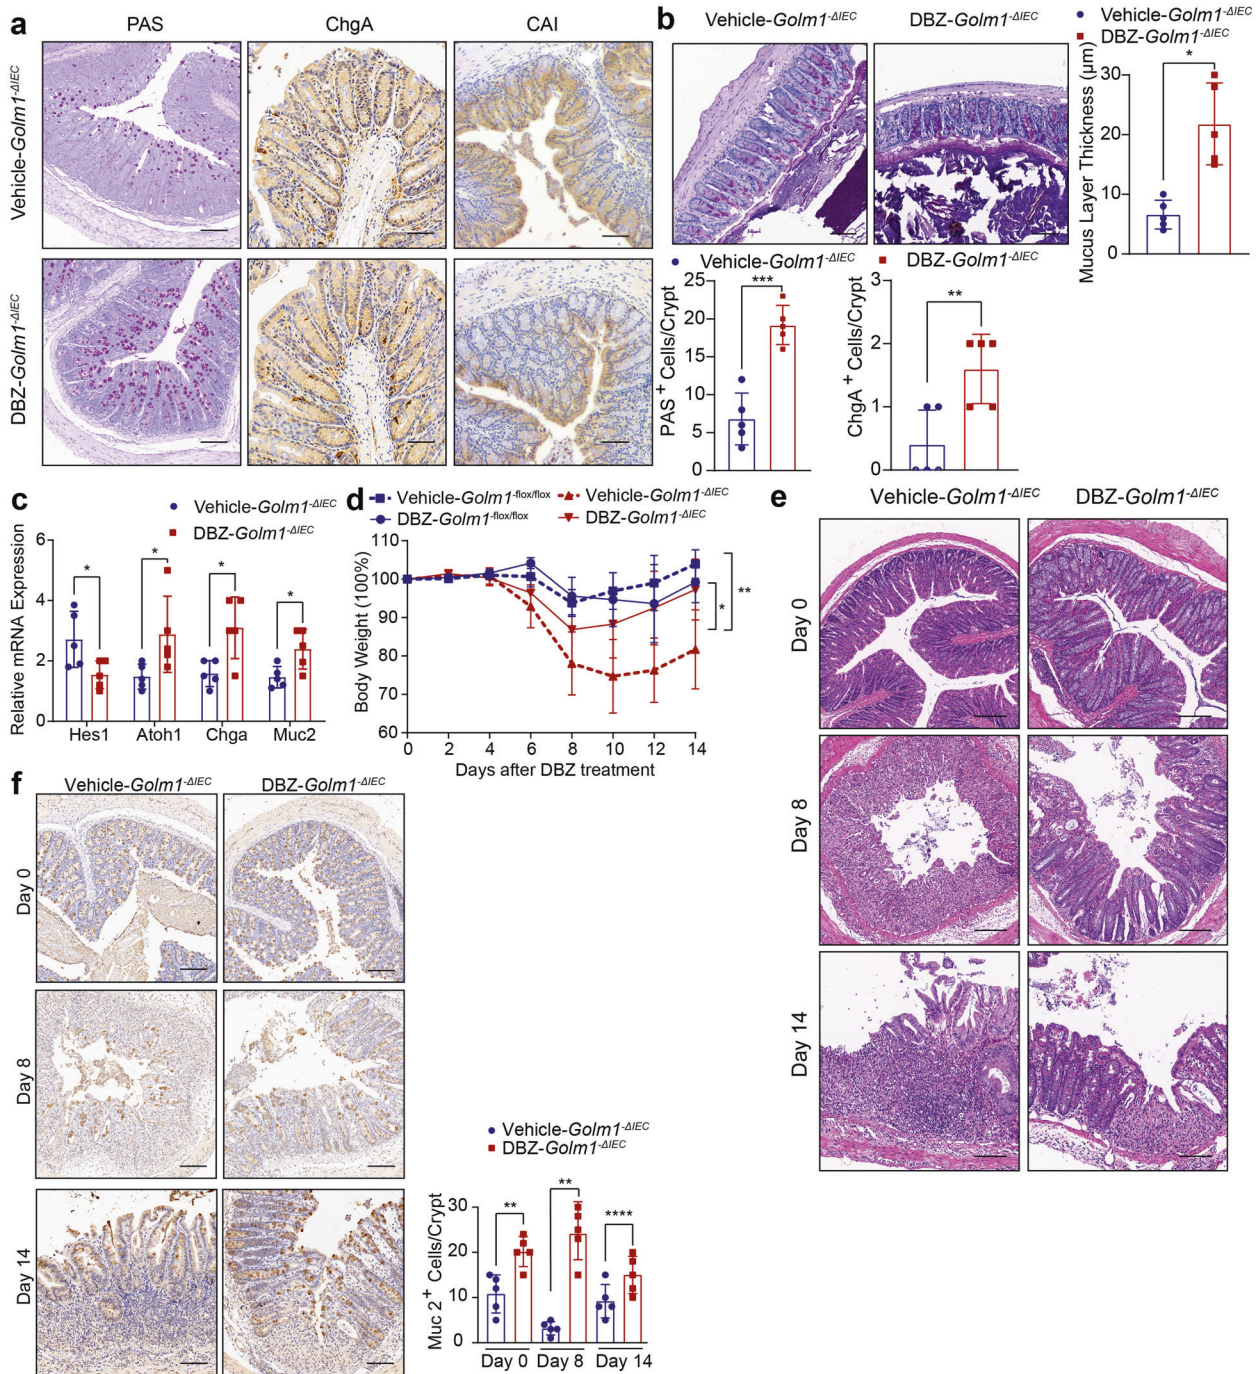 a
PAS
ChgA
CAI
Vehicle-Golm1-ΔIEC
DBZ-Golm1-ΔIEC
b
Vehicle-Golm1-ΔIEC
DBZ-Golm1-ΔIEC
Vehicle-Golm1-ΔIEC
DBZ-Golm1-ΔIEC
Mucus Layer Thickness (μm)
30
20
10
0
*
Vehicle-Golm1-ΔIEC
DBZ-Golm1-ΔIEC
PAS+ Cells/Crypt
25
20
15
10
5
0
***
ChgA+ Cells/Crypt
3
2
1
0
**
c
Vehicle-Golm1-ΔIEC
DBZ-Golm1-ΔIEC
Relative mRNA Expression
6
4
2
0
* * * *
Hes1 Atoh1 Chga Muc2
d
Vehicle-Golm1-flox/flox
Vehicle-Golm1-ΔIEC
DBZ-Golm1-flox/flox
DBZ-Golm1-ΔIEC
Body Weight (100%)
110
100
90
80
70
60
* **
0 2 4 6 8 10 12 14
Days after DBZ treatment
e
Vehicle-Golm1-ΔIEC
DBZ-Golm1-ΔIEC
Day 0
Day 8
Day 14
f
Vehicle-Golm1-ΔIEC
DBZ-Golm1-ΔIEC
Day 0
Day 8
Day 14
Vehicle-Golm1-ΔIEC
DBZ-Golm1-ΔIEC
Muc 2+ Cells/Crypt
30
20
10
0
** ** ****
Day 0 Day 8 Day 14